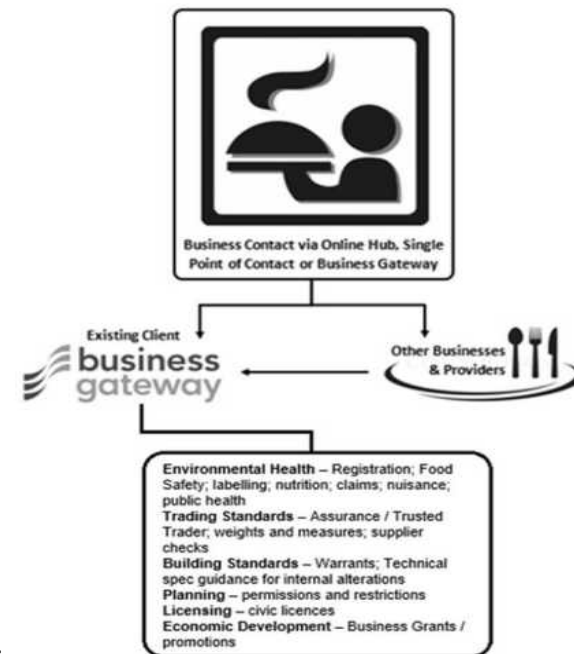 Business Contact via Online Hub, Single
Point of Contact or Business Gateway
Existing Client
business
gateway
Other Businesses
& Providers
Environmental Health – Registration; Food
Safety; labelling; nutrition; claims; nuisance;
public health
Trading Standards – Assurance / Trusted
Trader; weights and measures; supplier
checks
Building Standards – Warrants; Technical
spec guidance for internal alterations
Planning – permissions and restrictions
Licensing – civic licences
Economic Development – Business Grants /
promotions